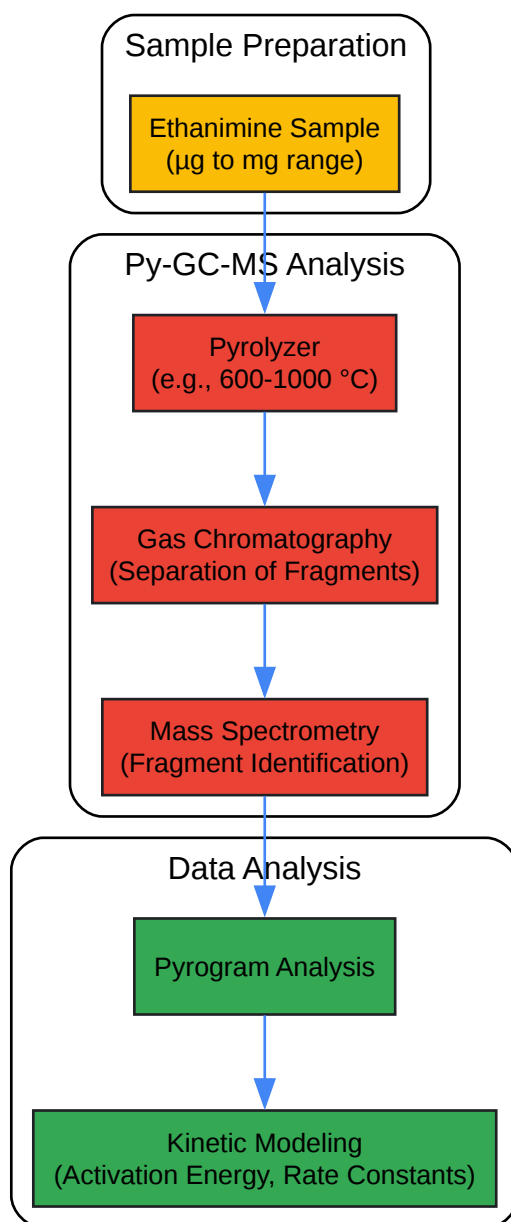 Sample Preparation
Ethanimine Sample
(µg to mg range)
Py-GC-MS Analysis
Pyrolyzer
(e.g., 600-1000 °C)
Gas Chromatography
(Separation of Fragments)
Mass Spectrometry
(Fragment Identification)
Data Analysis
Pyrogram Analysis
Kinetic Modeling
(Activation Energy, Rate Constants)